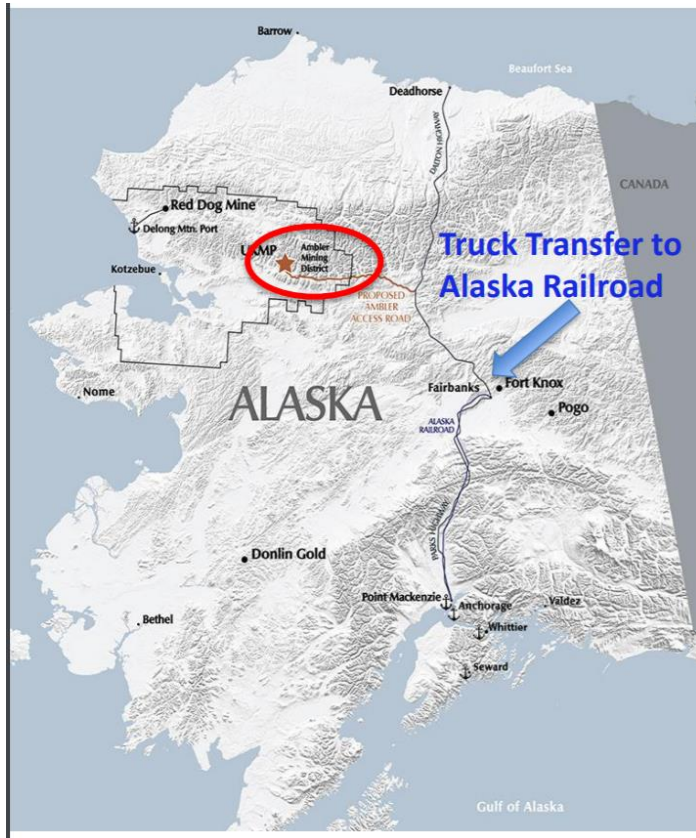 Barrow
Beaufort Sea
Deadhorse
DALTON HIGHWAY
CANADA
Red Dog Mine
Delong Mtn. Port
UKMP
Ambler
Mining
District
Truck Transfer to
Alaska Railroad
Kotzebue
PROPOSED
AMBLER
ACCESS ROAD
Fairbanks
Fort Knox
Nome
ALASKA
Pogo
ALASKA
RAILROAD
PARKS HIGHWAY
Donlin Gold
Point Mackenzie
Anchorage
Valdez
Bethel
Whittier
Seward
Gulf of Alaska